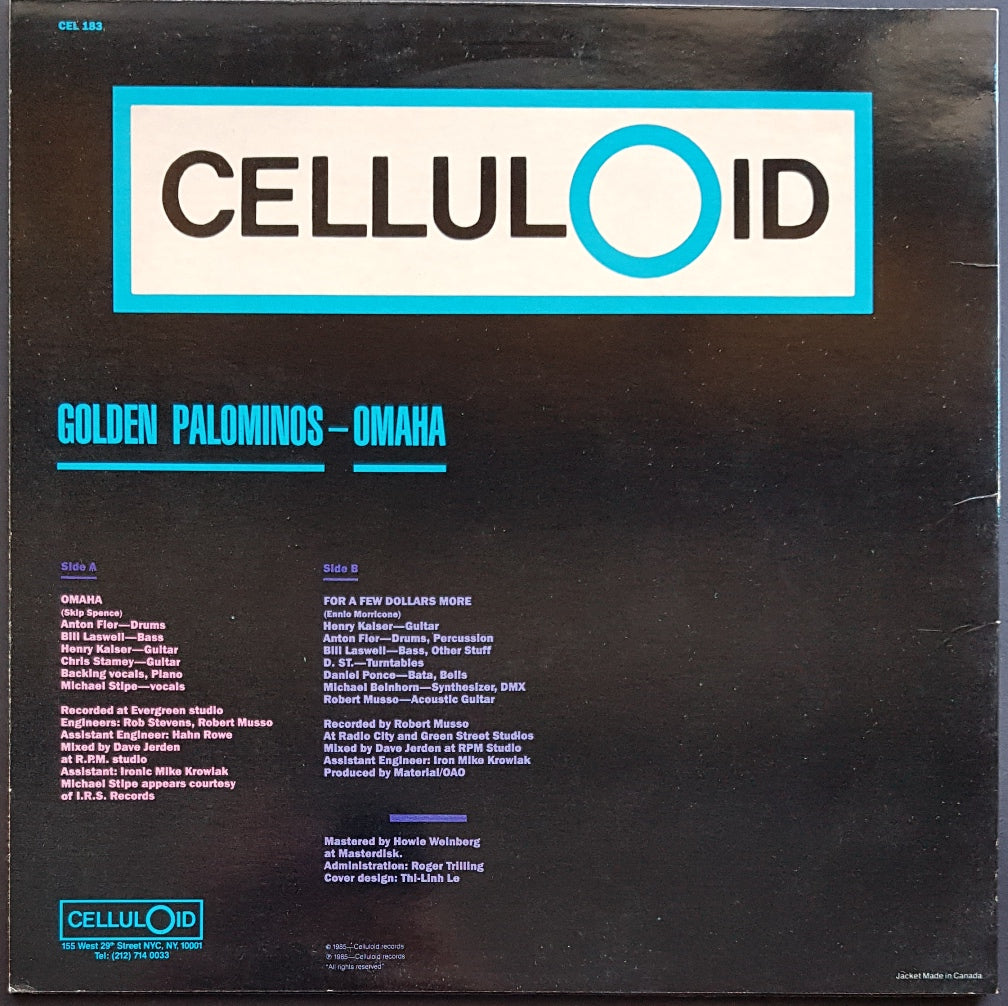 CEL 183
CELLULOID
GOLDEN PALOMINOS – OMAHA
Side A
OMAHA
(Skip Spence)
Anton Fier—Drums
Bill Laswell—Bass
Henry Kaiser—Guitar
Chris Stamey—Guitar
Backing vocals, Piano
Michael Stipe—vocals
Recorded at Evergreen studio
Engineers: Rob Stevens, Robert Musso
Assistant Engineer: Hahn Rowe
Mixed by Dave Jerden
at R.P.M. studio
Assistant: Ironic Mike Krowiak
Michael Stipe appears courtesy
of I.R.S. Records
Side B
FOR A FEW DOLLARS MORE
(Ennio Morricone)
Henry Kaiser—Guitar
Anton Fier—Drums, Percussion
Bill Laswell—Bass, Other Stuff
D. ST.—Turntables
Daniel Ponce—Bata, Bells
Michael Beinhorn—Synthesizer, DMX
Robert Musso—Acoustic Guitar
Recorded by Robert Musso
At Radio City and Green Street Studios
Mixed by Dave Jerden at RPM Studio
Assistant Engineer: Iron Mike Krowiak
Produced by Material/OAO
Mastered by Howie Weinberg
at Masterdisk.
Administration: Roger Trilling
Cover design: Thi-Linh Le
CELLULOID
155 West 29th Street NYC, NY, 10001
Tel: (212) 714 0033
© 1985—Celluloid records
℗ 1985—Celluloid records
"All rights reserved"
Jacket Made in Canada